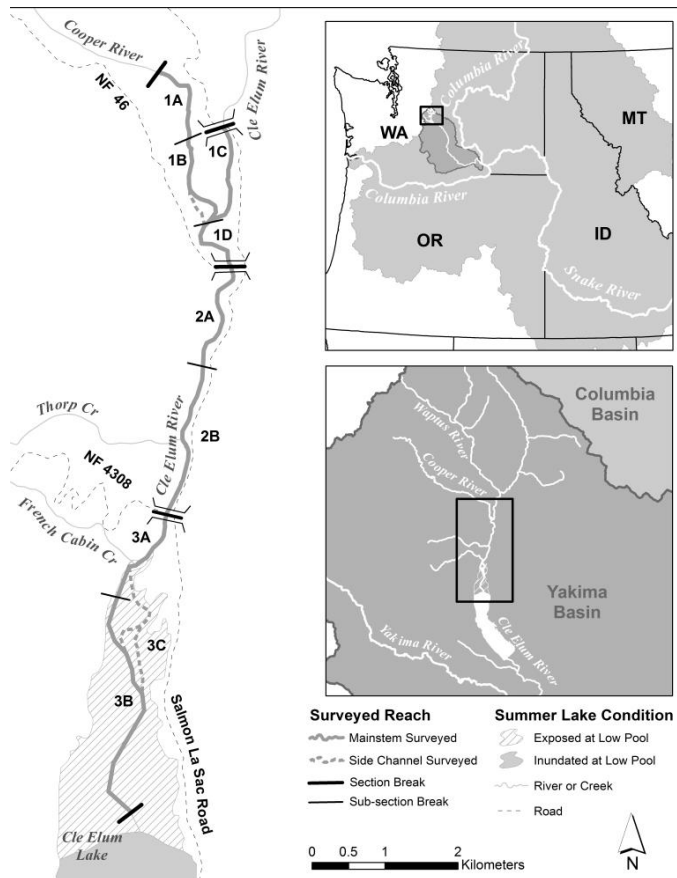 Cooper River
NF 46
Cle Elum River
1A
1B
1C
1D
2A
2B
Cle Elum River
Thorp Cr
NF 4308
French Cabin Cr
3A
3C
3B
Salmon La Sac Road
Cle Elum
Lake
Columbia River
WA
MT
Columbia River
OR
ID
Snake River
Columbia
Basin
Waptus River
Cooper River
Yakima
Basin
Cle Elum River
Yakima River
Surveyed Reach
Mainstem Surveyed
Side Channel Surveyed
Section Break
Sub-section Break
Summer Lake Condition
Exposed at Low Pool
Inundated at Low Pool
River or Creek
Road
0 0.5 1 2
Kilometers
N